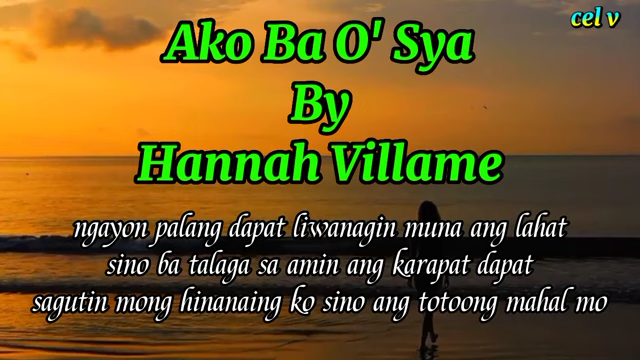 cel v
Ako Ba O' Sya
By
Hannah Villame
ngayon palang dapat liwanagin muna ang lahat
sino ba talaga sa amin ang karapat dapat
sagutin mong hinanaing ko sino ang totoong mahal mo